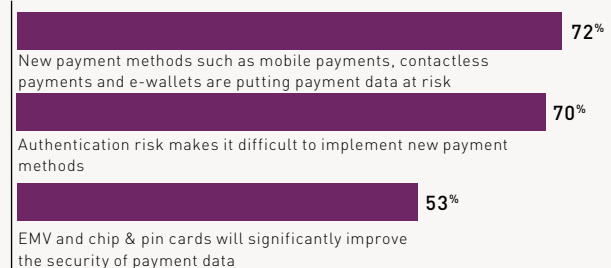 72%
New payment methods such as mobile payments, contactless
payments and e-wallets are putting payment data at risk
70%
Authentication risk makes it difficult to implement new payment
methods
53%
EMV and chip & pin cards will significantly improve
the security of payment data